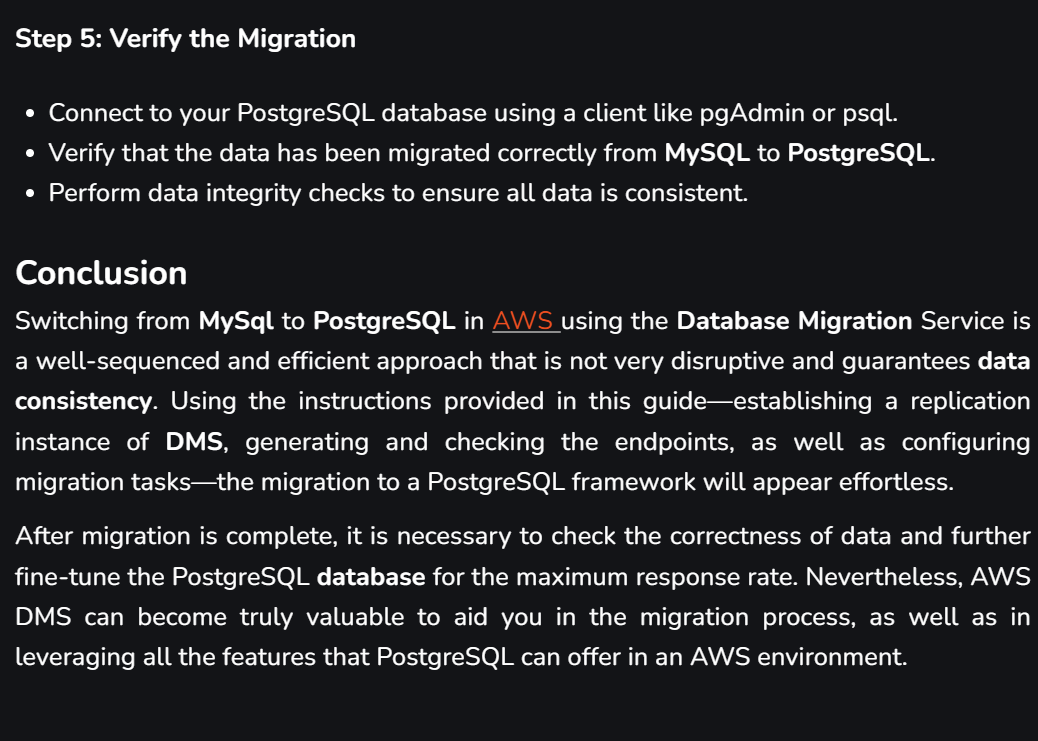 Step 5: Verify the Migration
• Connect to your PostgreSQL database using a client like pgAdmin or psql.
• Verify that the data has been migrated correctly from MySQL to PostgreSQL.
• Perform data integrity checks to ensure all data is consistent.
Conclusion
Switching from MySql to PostgreSQL in AWS using the Database Migration Service is
a well-sequenced and efficient approach that is not very disruptive and guarantees data
consistency. Using the instructions provided in this guide—establishing a replication
instance of DMS, generating and checking the endpoints, as well as configuring
migration tasks—the migration to a PostgreSQL framework will appear effortless.
After migration is complete, it is necessary to check the correctness of data and further
fine-tune the PostgreSQL database for the maximum response rate. Nevertheless, AWS
DMS can become truly valuable to aid you in the migration process, as well as in
leveraging all the features that PostgreSQL can offer in an AWS environment.